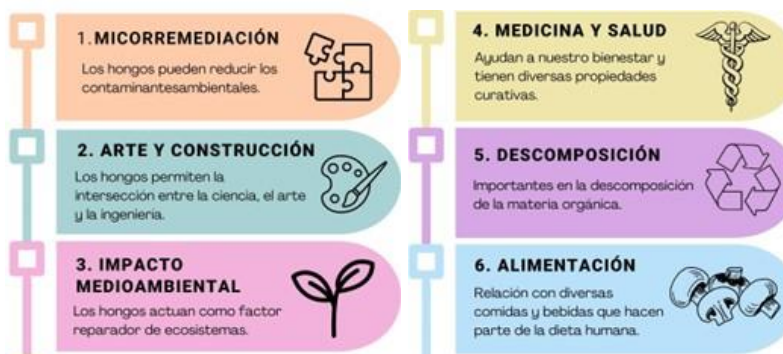 1. MICORREMEDIACIÓN
Los hongos pueden reducir los
contaminantesambientales.
2. ARTE Y CONSTRUCCIÓN
Los hongos permiten la
intersección entre la ciencia, el arte
y la ingeniería.
3. IMPACTO
MEDIOAMBIENTAL
Los hongos actuan como factor
reparador de ecosistemas.
4. MEDICINA Y SALUD
Ayudan a nuestro bienestar y
tienen diversas propiedades
curativas.
5. DESCOMPOSICIÓN
Importantes en la descomposición
de la materia orgánica.
6. ALIMENTACIÓN
Relación con diversas
comidas y bebidas que hacen
parte de la dieta humana.